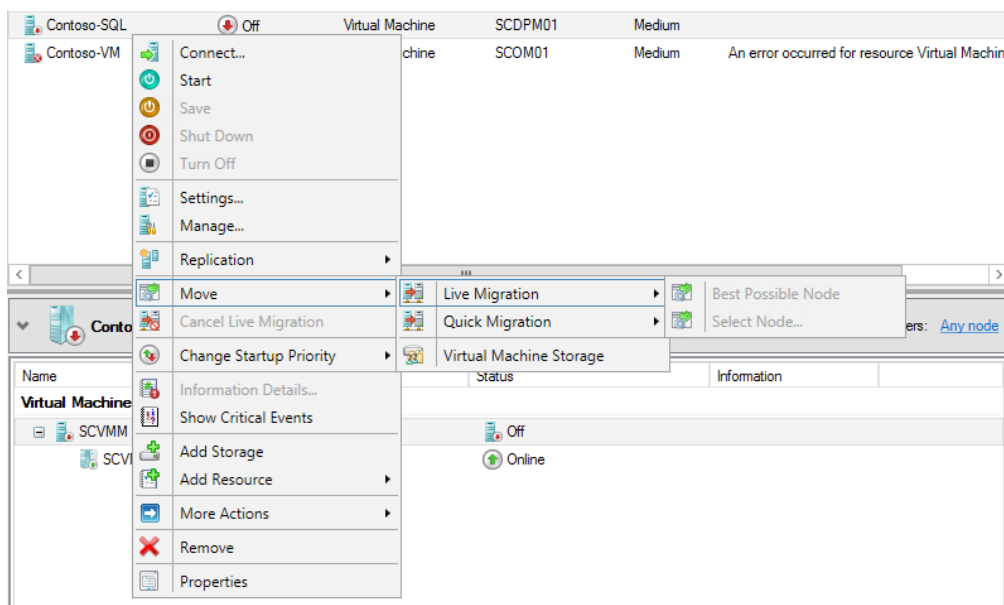 Contoso-SQL Off Virtual Machine SCDPM01 Medium
Contoso-VM chine SCOM01 Medium An error occurred for resource Virtual Machin
Connect...
Start
Save
Shut Down
Turn Off
Settings...
Manage...
Replication
Move
Cancel Live Migration
Change Startup Priority
Information Details...
Show Critical Events
Add Storage
Add Resource
More Actions
Remove
Properties
Live Migration
Quick Migration
Virtual Machine Storage
Best Possible Node
Select Node...
Conto ers: Any node
Name Status Information
Virtual Machine
SCVMM Off
SCV Online